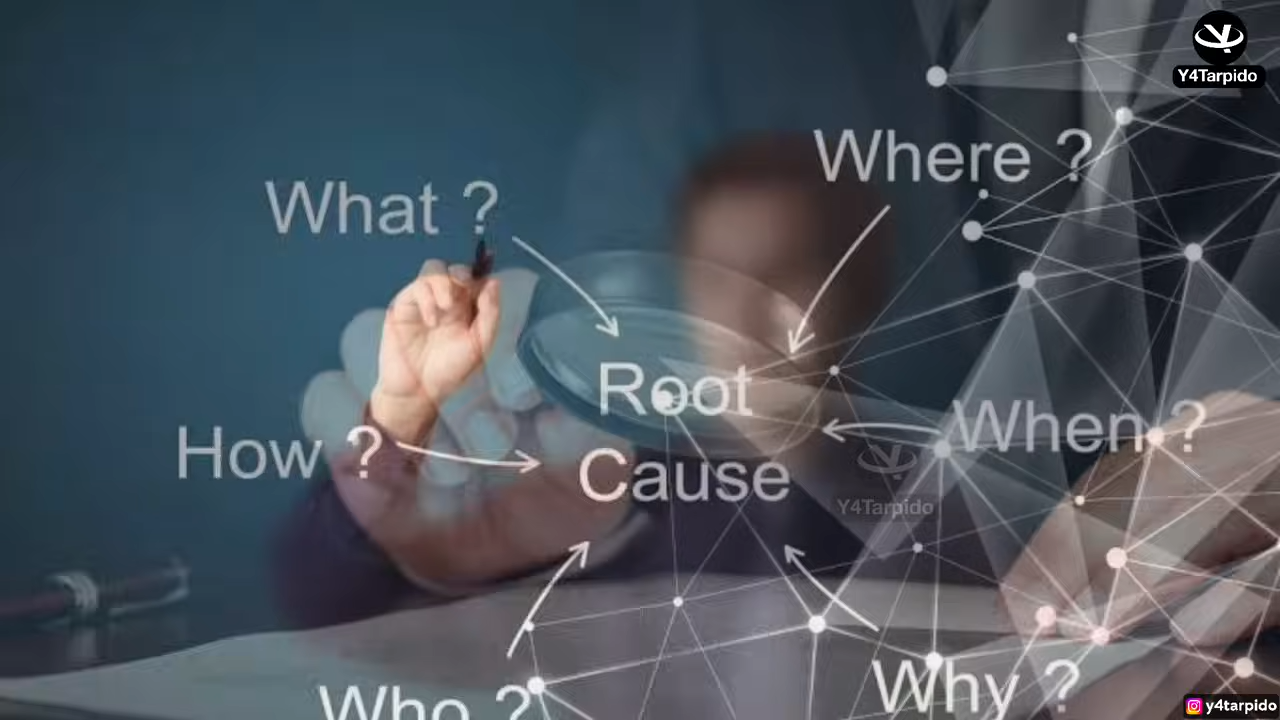 Y4Tarpido
Where ?
What ?
Root
Cause
When ?
How ?
Y4Tarpido
Who ?
Why ?
y4tarpido